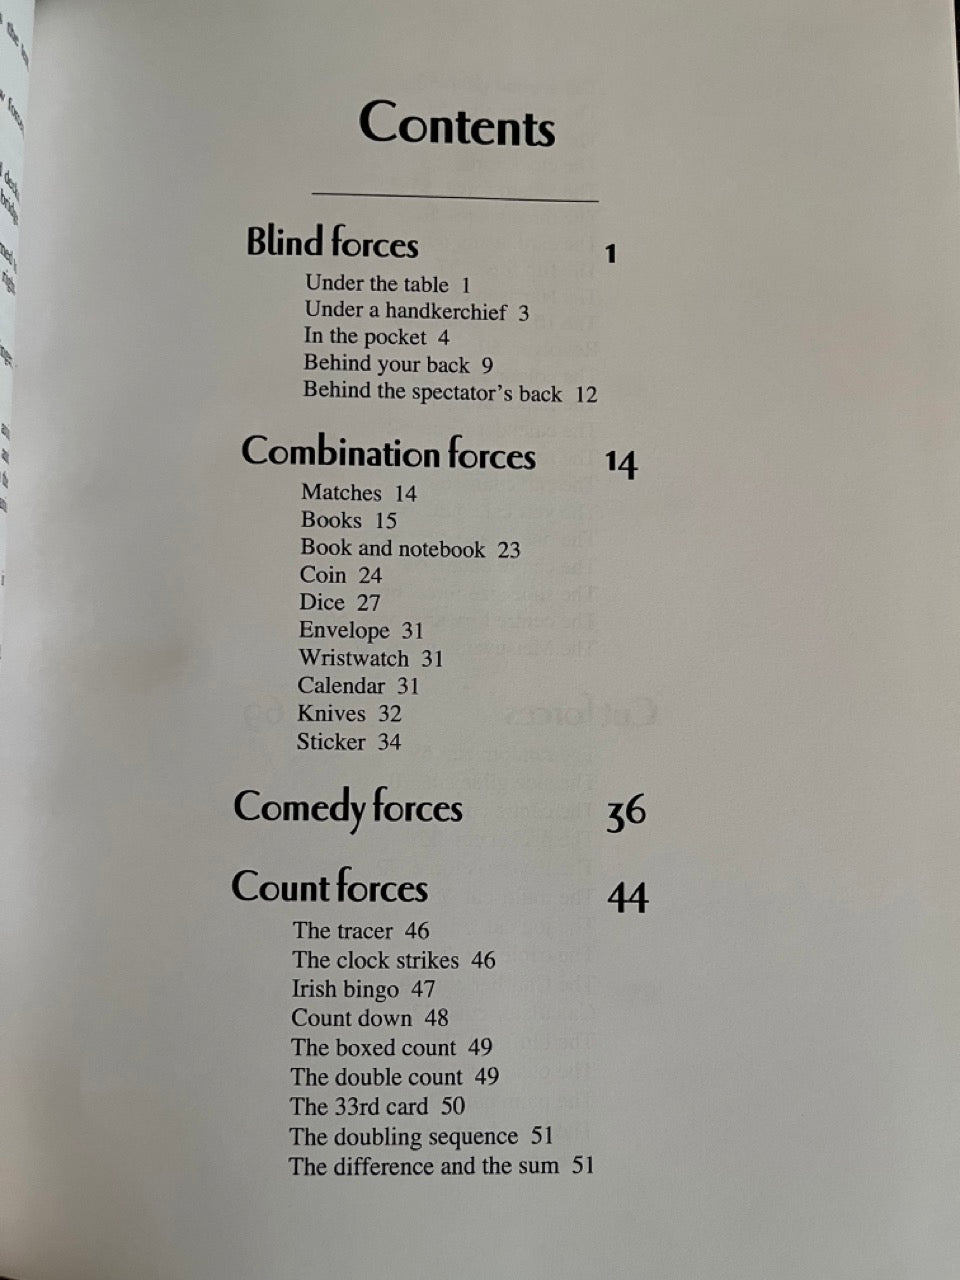 Contents
Blind forces 1
Under the table 1
Under a handkerchief 3
In the pocket 4
Behind your back 9
Behind the spectator's back 12
Combination forces 14
Matches 14
Books 15
Book and notebook 23
Coin 24
Dice 27
Envelope 31
Wristwatch 31
Calendar 31
Knives 32
Sticker 34
Comedy forces 36
Count forces 44
The tracer 46
The clock strikes 46
Irish bingo 47
Count down 48
The boxed count 49
The double count 49
The 33rd card 50
The doubling sequence 51
The difference and the sum 51